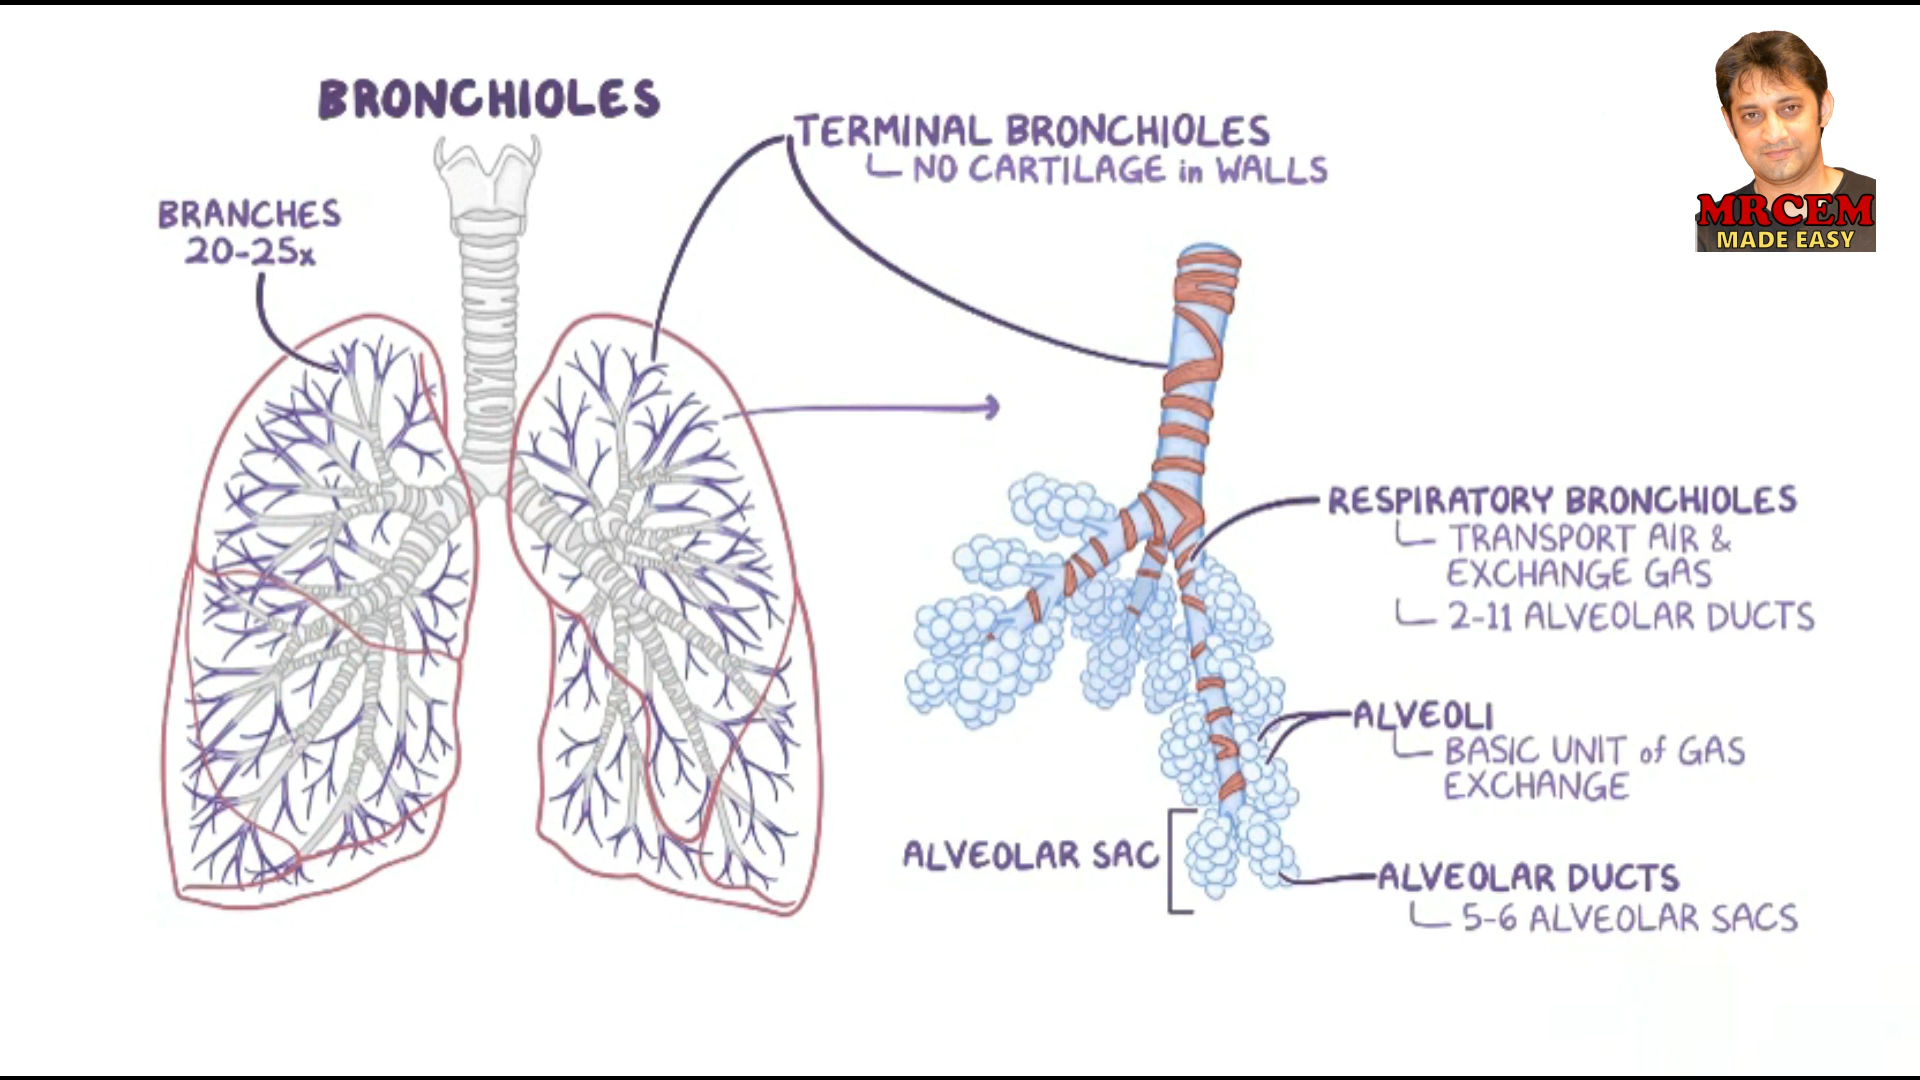 BRONCHIOLES
BRANCHES
20-25x
TERMINAL BRONCHIOLES
NO CARTILAGE in WALLS
MRCEM
MADE EASY
RESPIRATORY BRONCHIOLES
TRANSPORT AIR &
EXCHANGE GAS
2-11 ALVEOLAR DUCTS
ALVEOLI
BASIC UNIT of GAS
EXCHANGE
ALVEOLAR SAC
ALVEOLAR DUCTS
5-6 ALVEOLAR SACS